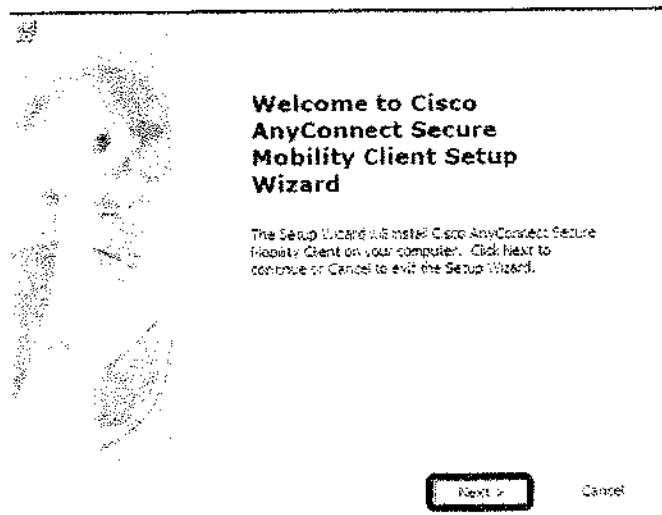 Welcome to Cisco
AnyConnect Secure
Mobility Client Setup
Wizard
The Setup Wizard will install Cisco AnyConnect Secure
Mobility Client on your computer. Click Next to
continue or Cancel to exit the Setup Wizard.
Next >
Cancel